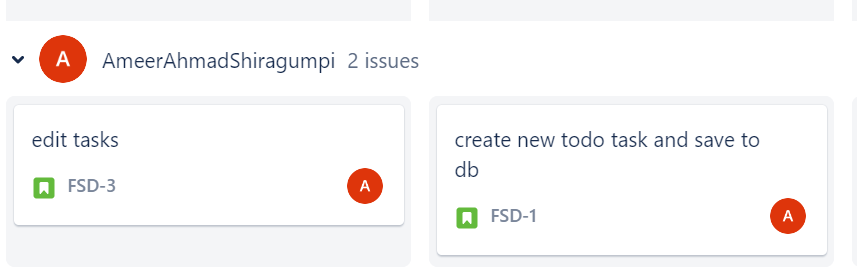 A AmeerAhmadShiragumpi 2 issues
edit tasks
FSD-3 A
create new todo task and save to
db
FSD-1 A